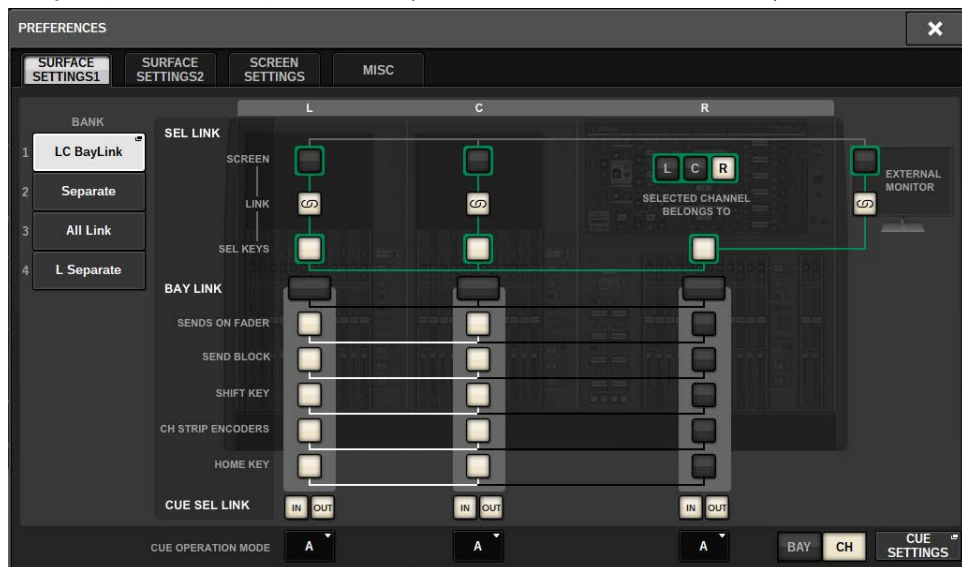 PREFERENCES
SURFACE SETTINGS1
SURFACE SETTINGS2
SCREEN SETTINGS
MISC
L
C
R
BANK
1 LC BayLink
2 Separate
3 All Link
4 L Separate
SEL LINK
SCREEN
LINK
SEL KEYS
L C R
SELECTED CHANNEL
BELONGS TO
EXTERNAL
MONITOR
BAY LINK
SENDS ON FADER
SEND BLOCK
SHIFT KEY
CH STRIP ENCODERS
HOME KEY
CUE SEL LINK
IN OUT
IN OUT
IN OUT
CUE OPERATION MODE
A
A
A
BAY CH
CUE
SETTINGS